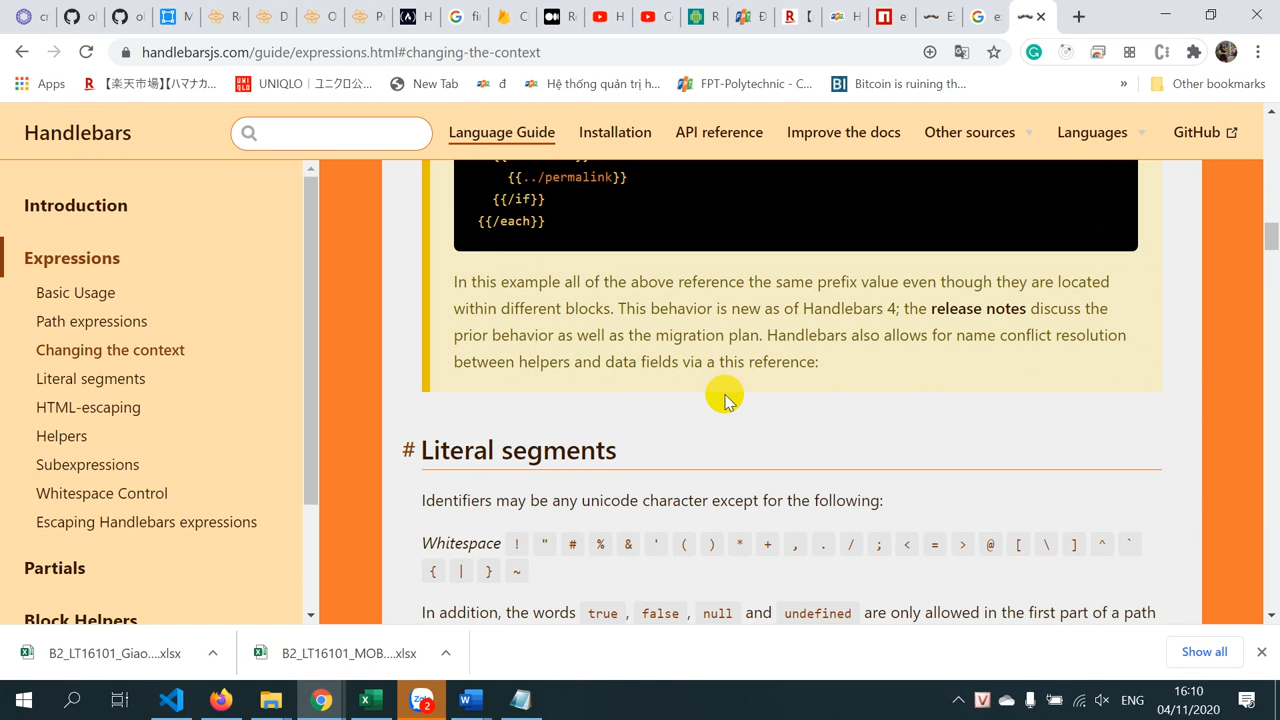 R
D
O
P
H
fi
C
R
Y
C
R
Đ
R
H
e
E
e
handlebarsjs.com/guide/expressions.html#changing-the-context
Apps
【楽天市場】【ハマナカ...
UNIQLO｜ユニクロ公...
New Tab
đ
Hệ thống quản trị h...
FPT-Polytechnic - C...
BI
Bitcoin is ruining th...
»
Other bookmarks
Handlebars
Language Guide
Installation
API reference
Improve the docs
Other sources
Languages
GitHub
Introduction
Expressions
Basic Usage
Path expressions
Changing the context
Literal segments
HTML-escaping
Helpers
Subexpressions
Whitespace Control
Escaping Handlebars expressions
Partials
Block Helpers
{{../permalink}}
{{/if}}
{{/each}}
In this example all of the above reference the same prefix value even though they are located
within different blocks. This behavior is new as of Handlebars 4; the release notes discuss the
prior behavior as well as the migration plan. Handlebars also allows for name conflict resolution
between helpers and data fields via a this reference:
# Literal segments
Identifiers may be any unicode character except for the following:
Whitespace ! " # % & ' ( ) * + , . / ; < = > @ [ \ ] ^ `
{ | } ~
In addition, the words true , false , null and undefined are only allowed in the first part of a path
B2_LT16101_Giao....xlsx
B2_LT16101_MOB....xlsx
Show all
2
ENG
16:10
04/11/2020